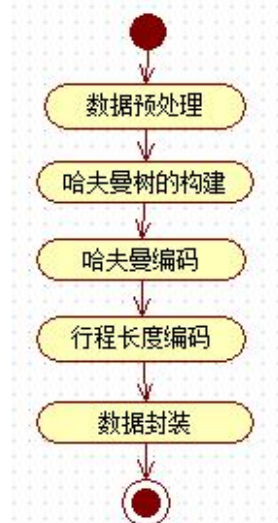 数据预处理
哈夫曼树的构建
哈夫曼编码
行程长度编码
数据封装